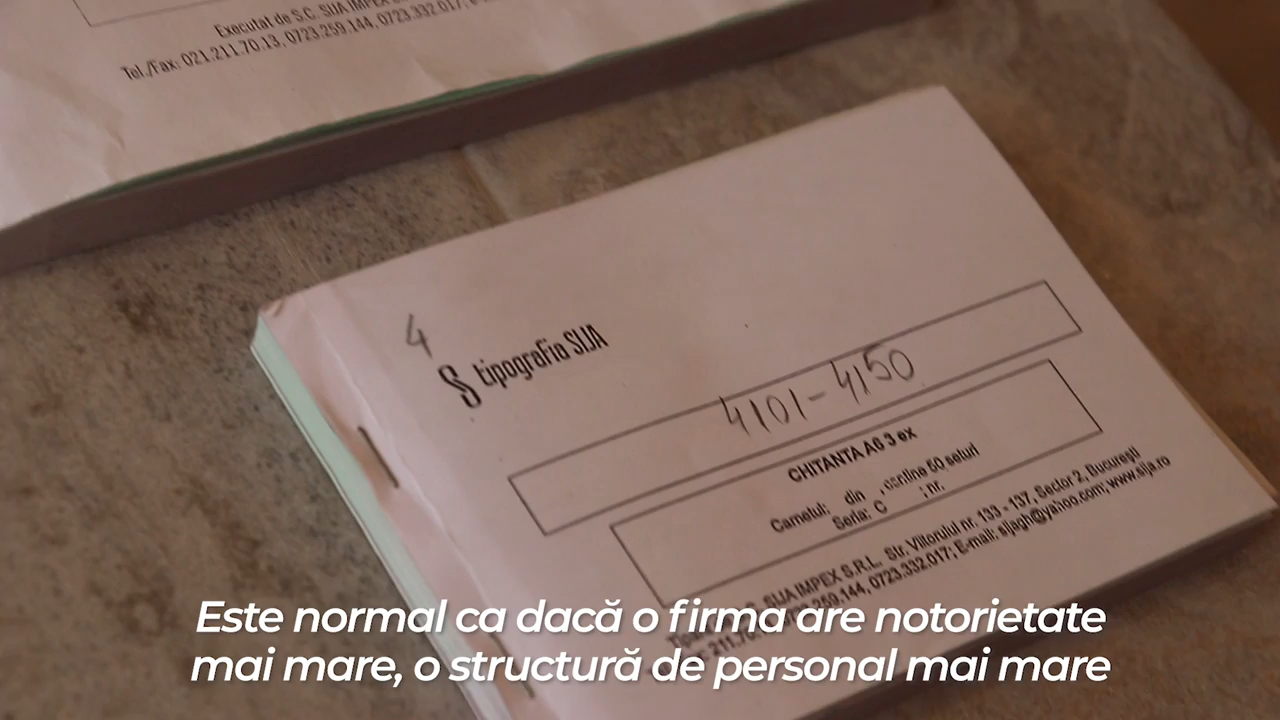 Executat de S.C. SIJA IMPEX
Tel./Fax: 021.211.70.13, 0723.259.144, 0723.332.017;
4
tipografia SIJA
4101-4150
CHITANTA A6 3 ex
Carnetul: din , contine 50 seturi
Seria: C ; nr.
SIJA IMPEX S.R.L. Str. Viitorului nr. 133 - 137, Sector 2, București
0723.332.017; E-mail: sijagh@yahoo.com; www.sija.ro
Este normal ca dacă o firma are notorietate
mai mare, o structură de personal mai mare